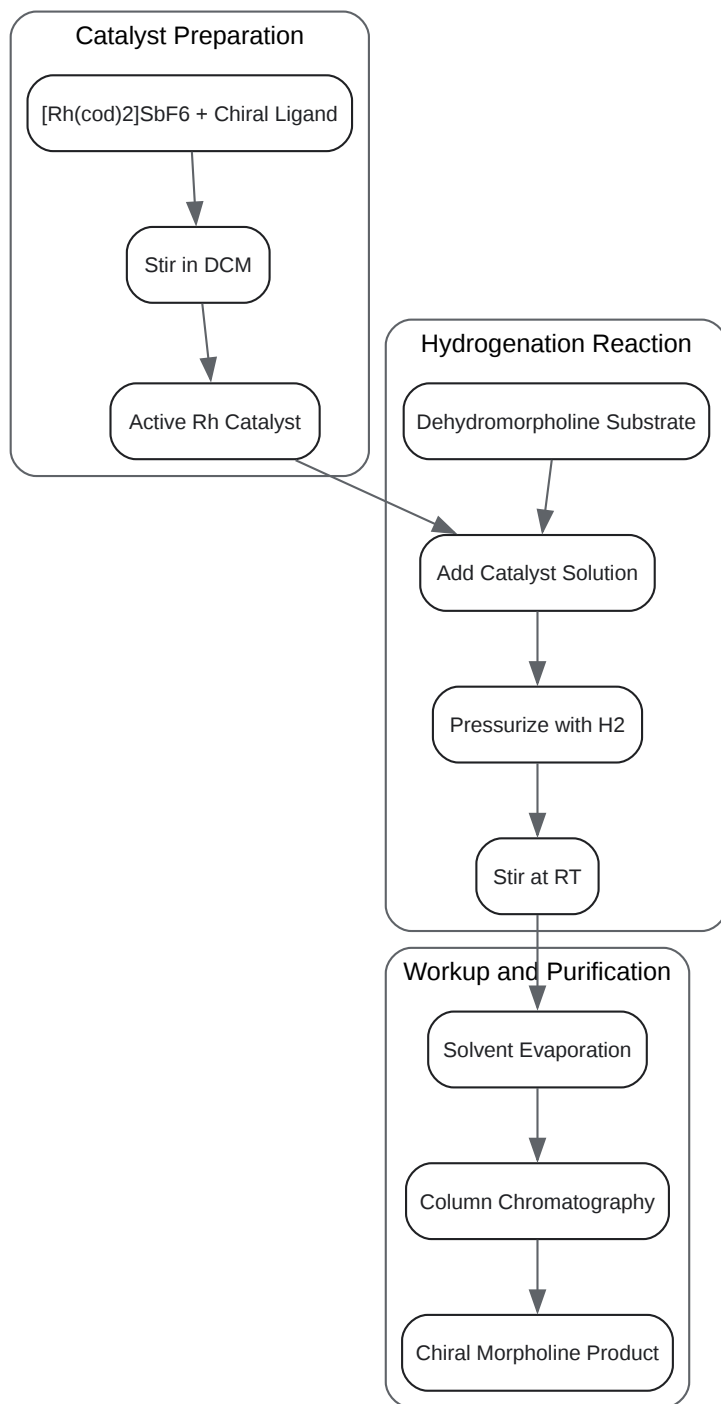 Catalyst Preparation
[Rh(cod)2]SbF6 + Chiral Ligand
Stir in DCM
Active Rh Catalyst
Hydrogenation Reaction
Dehydromorpholine Substrate
Add Catalyst Solution
Pressurize with H2
Stir at RT
Workup and Purification
Solvent Evaporation
Column Chromatography
Chiral Morpholine Product